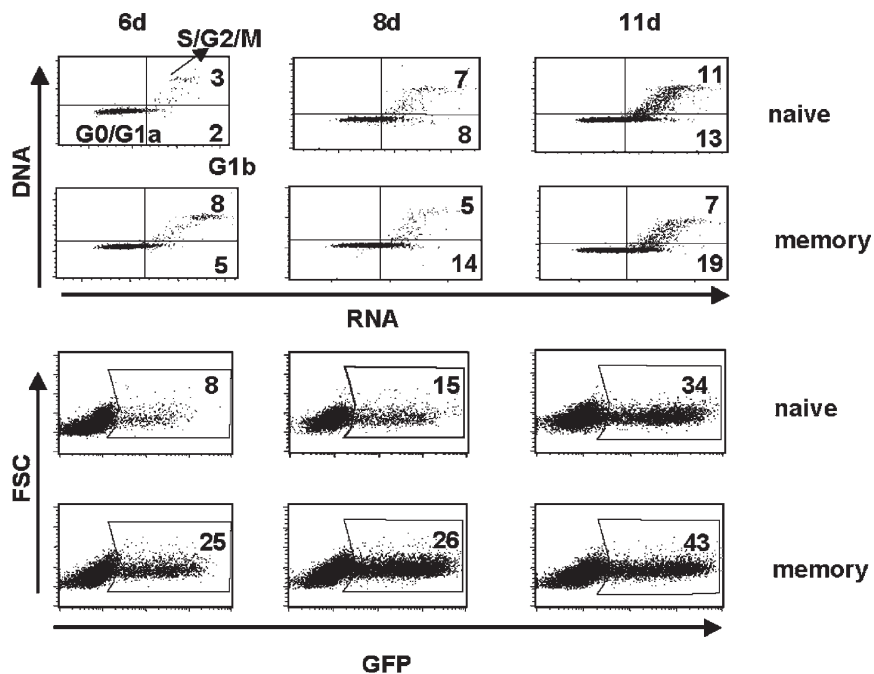 6d 8d 11d
S/G2/M
3 7 11
naive
G0/G1a 2 8 13
G1b
DNA
8 5 7
memory
5 14 19
RNA
8 15 34
naive
FSC
25 26 43
memory
GFP